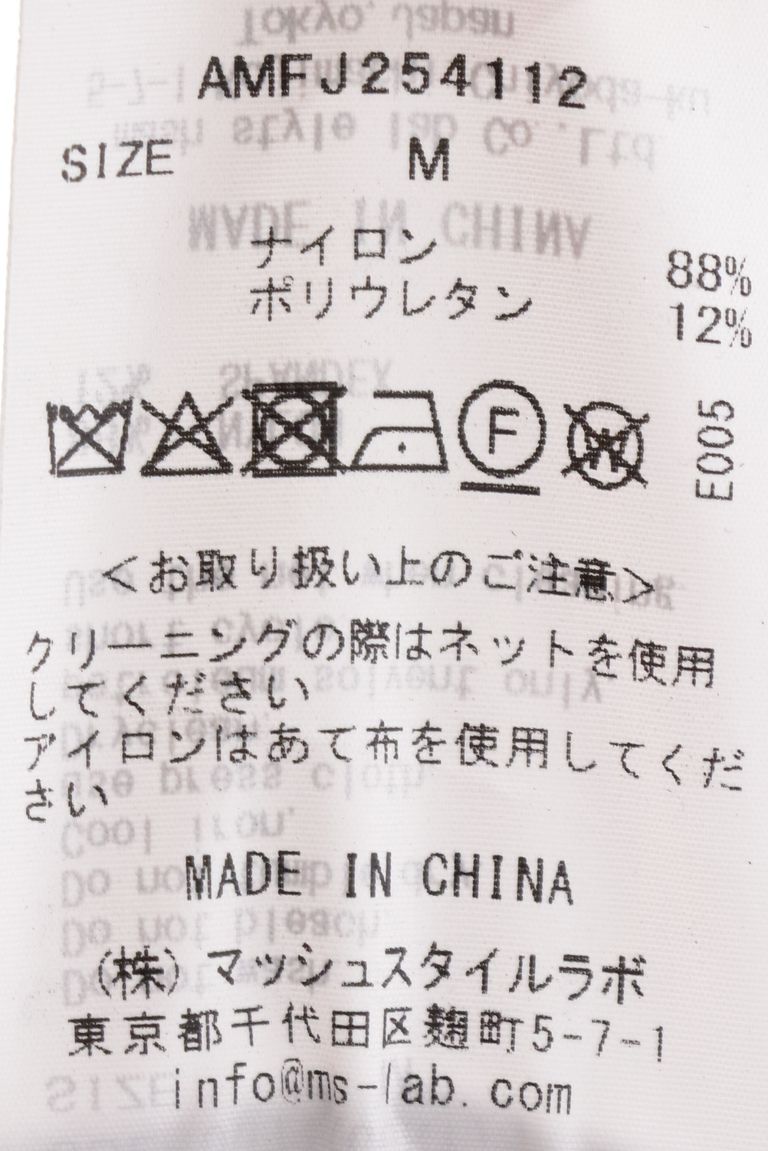 AMFJ254112
SIZE M
ナイロン 88%
ポリウレタン 12%
F
W
E005
＜お取り扱い上のご注意＞
クリーニングの際はネットを使用
してください
アイロンはあて布を使用してくだ
さい
MADE IN CHINA
(株) マッシュスタイルラボ
東京都千代田区麹町5-7-1
info@ms-lab.com